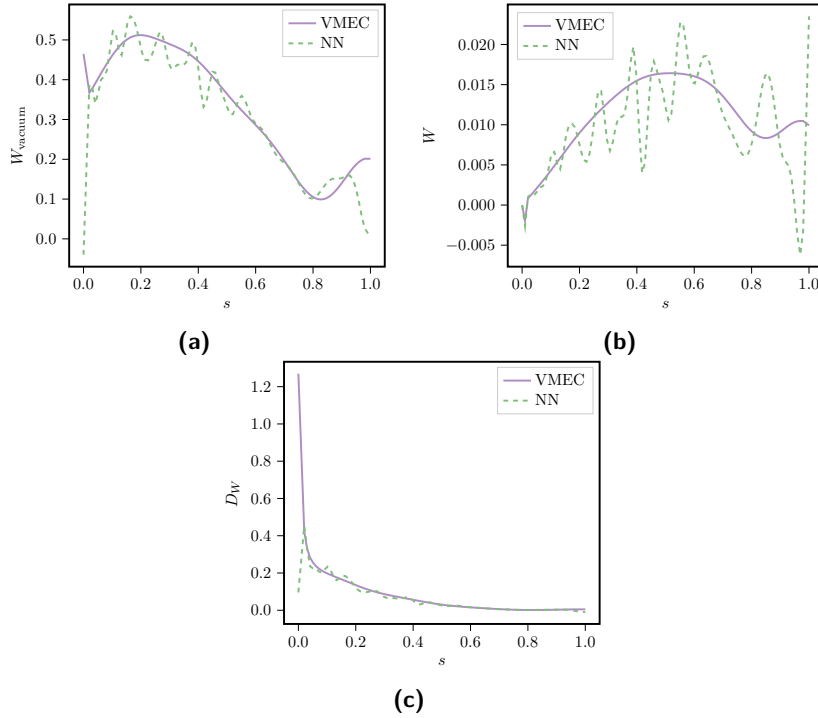 VMEC
NN
0.5
0.4
0.3
0.2
0.1
0.0
W_vacuum
0.0 0.2 0.4 0.6 0.8 1.0
s
(a)
VMEC
NN
0.020
0.015
0.010
0.005
0.000
−0.005
W
0.0 0.2 0.4 0.6 0.8 1.0
s
(b)
VMEC
NN
1.2
1.0
0.8
0.6
0.4
0.2
0.0
D_W
0.0 0.2 0.4 0.6 0.8 1.0
s
(c)